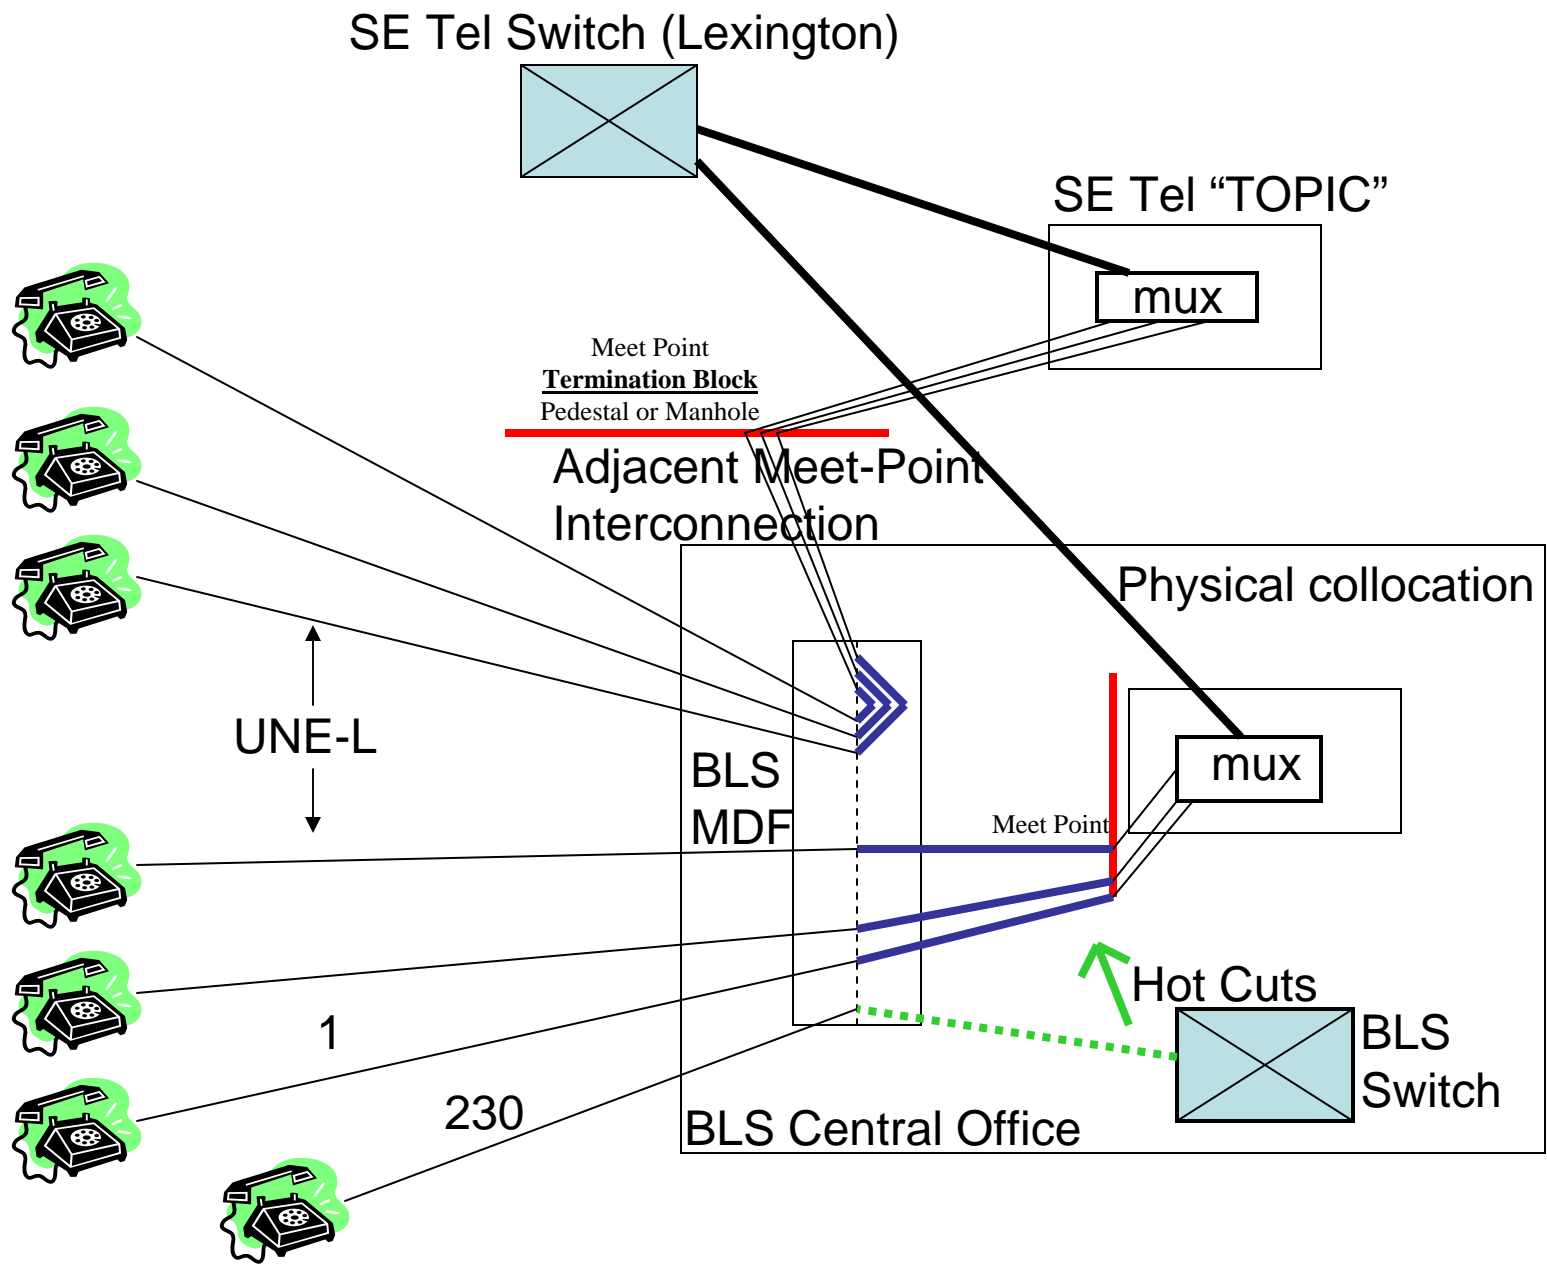 SE Tel Switch (Lexington)
SE Tel “TOPIC”
mux
Meet Point
Termination Block
Pedestal or Manhole
Adjacent Meet-Point
Interconnection
Physical collocation
UNE-L
BLS
MDF
mux
Meet Point
Hot Cuts
1
BLS
Switch
230
BLS Central Office